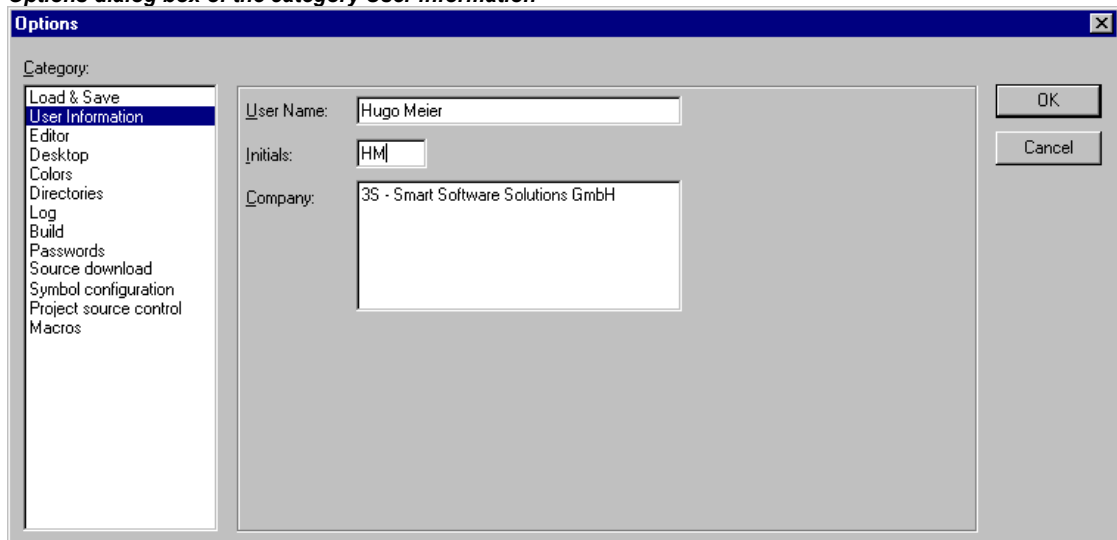 Options dialog box of the category User Information
Options
Category:
Load & Save
User Information
Editor
Desktop
Colors
Directories
Log
Build
Passwords
Source download
Symbol configuration
Project source control
Macros
User Name:
Hugo Meier
Initials:
HM
Company:
3S - Smart Software Solutions GmbH
OK
Cancel